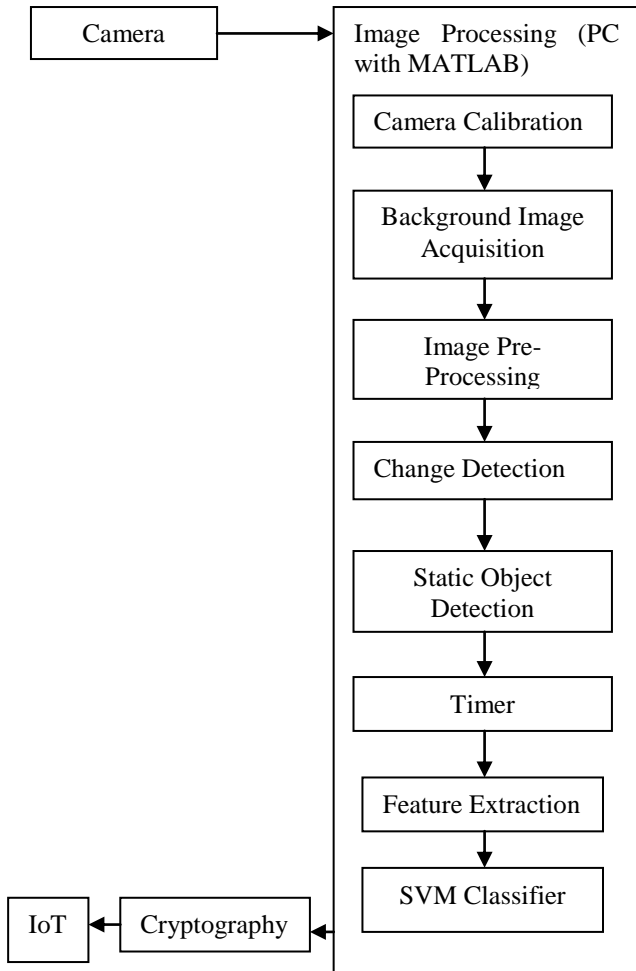 Camera
Image Processing (PC
with MATLAB)
Camera Calibration
Background Image
Acquisition
Image Pre-
Processing
Change Detection
Static Object
Detection
Timer
Feature Extraction
SVM Classifier
IoT
Cryptography